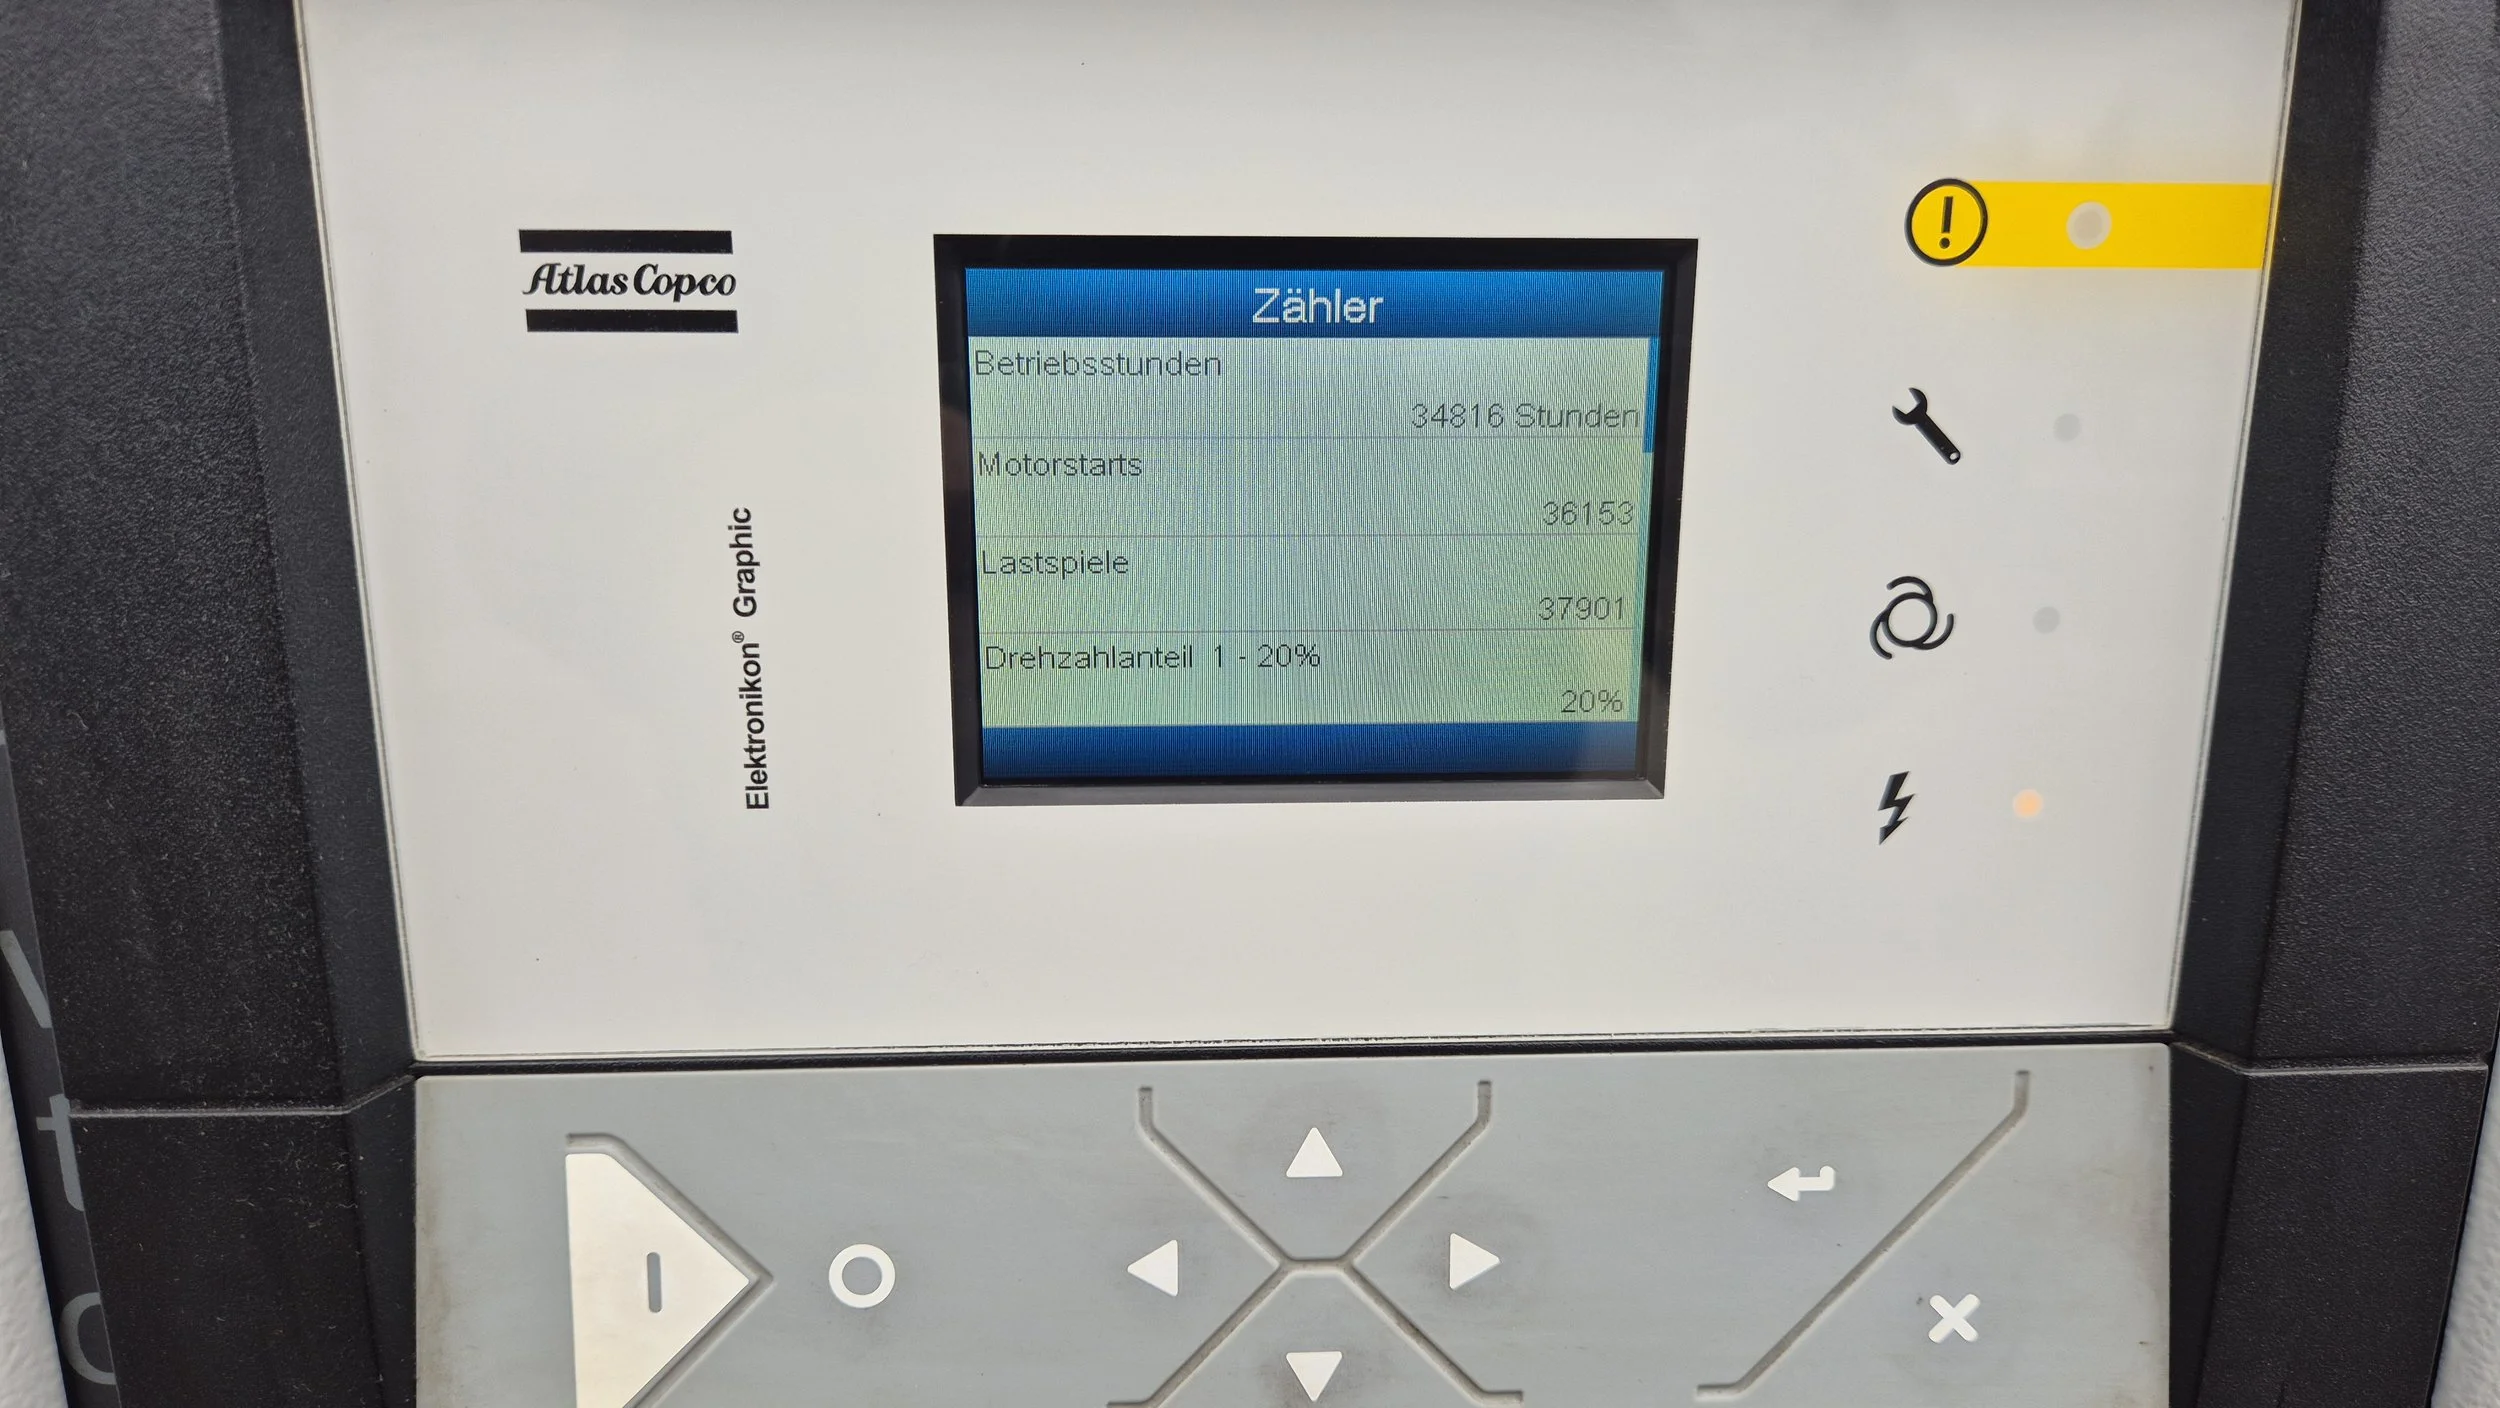 Atlas Copco
Elektronikon® Graphic
Zähler
Betriebsstunden
34816 Stunden
Motorstarts
36153
Lastspiele
37901
Drehzahlanteil 1 - 20%
20%